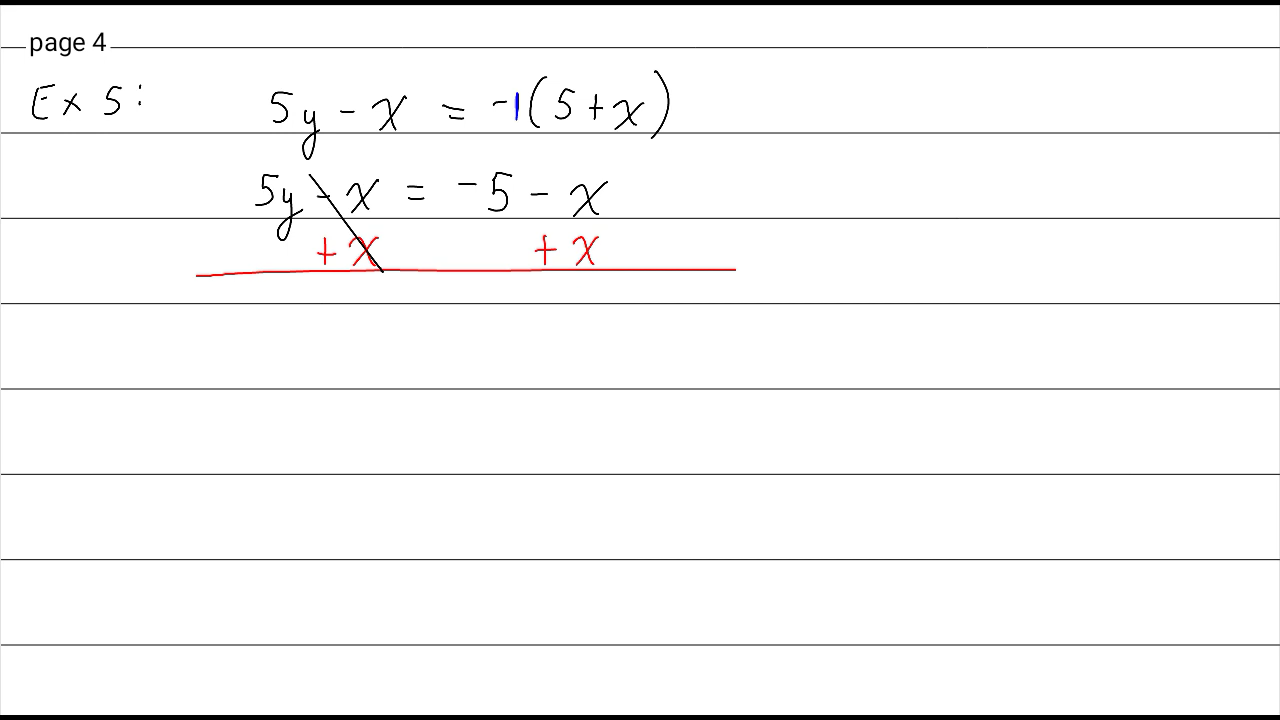 page 4
Ex 5: 5y - x = -1(5 + x)
5y - x = -5 - x
+ x + x